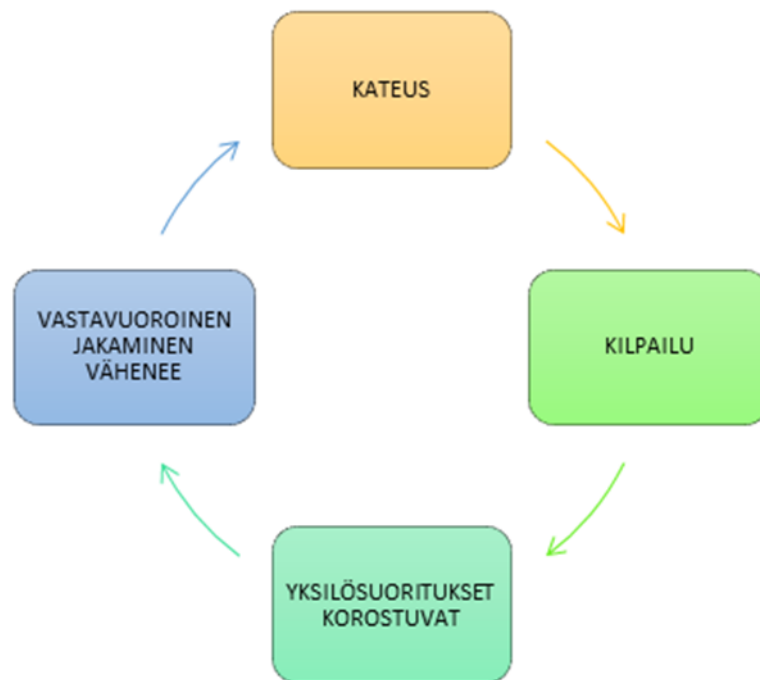 KATEUS
KILPAILU
YKSILÖSUORITUKSET
KOROSTUVAT
VASTAVUOROINEN
JAKAMINEN
VÄHENEE